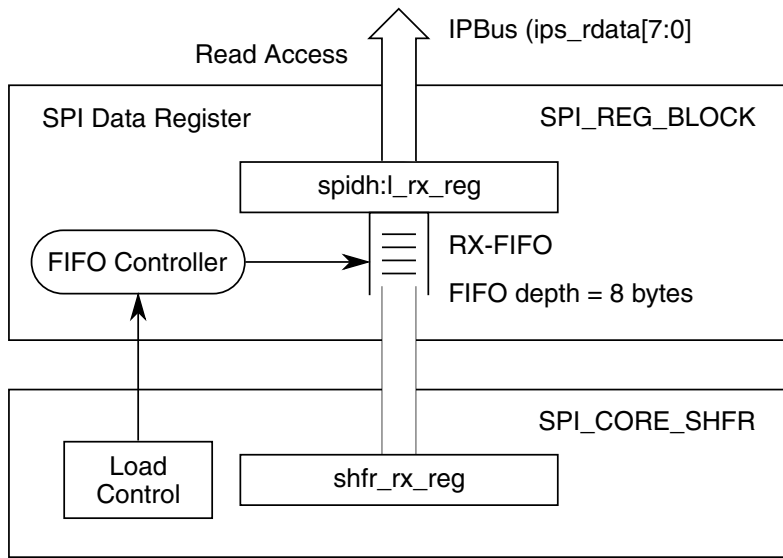 IPBus (ips_rdata[7:0]
Read Access
SPI Data Register
SPI_REG_BLOCK
spidh:l_rx_reg
FIFO Controller
RX-FIFO
FIFO depth = 8 bytes
SPI_CORE_SHFR
Load
Control
shfr_rx_reg